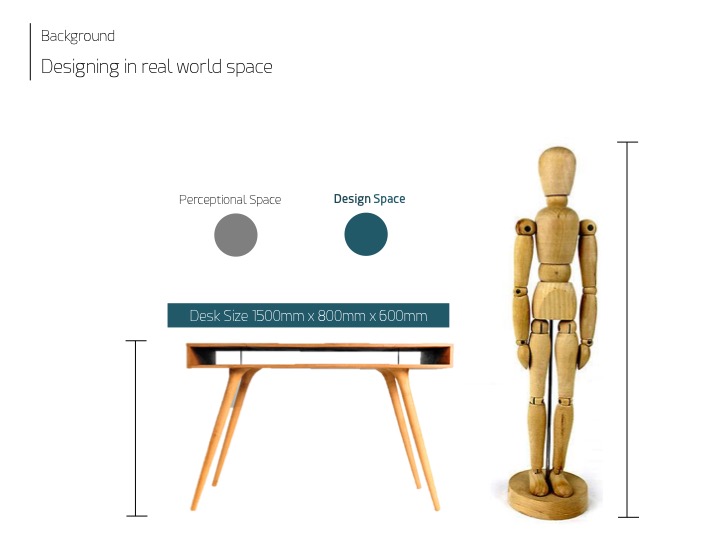 Background
Designing in real world space
Perceptional Space
Design Space
Desk Size 1500mm x 800mm x 600mm